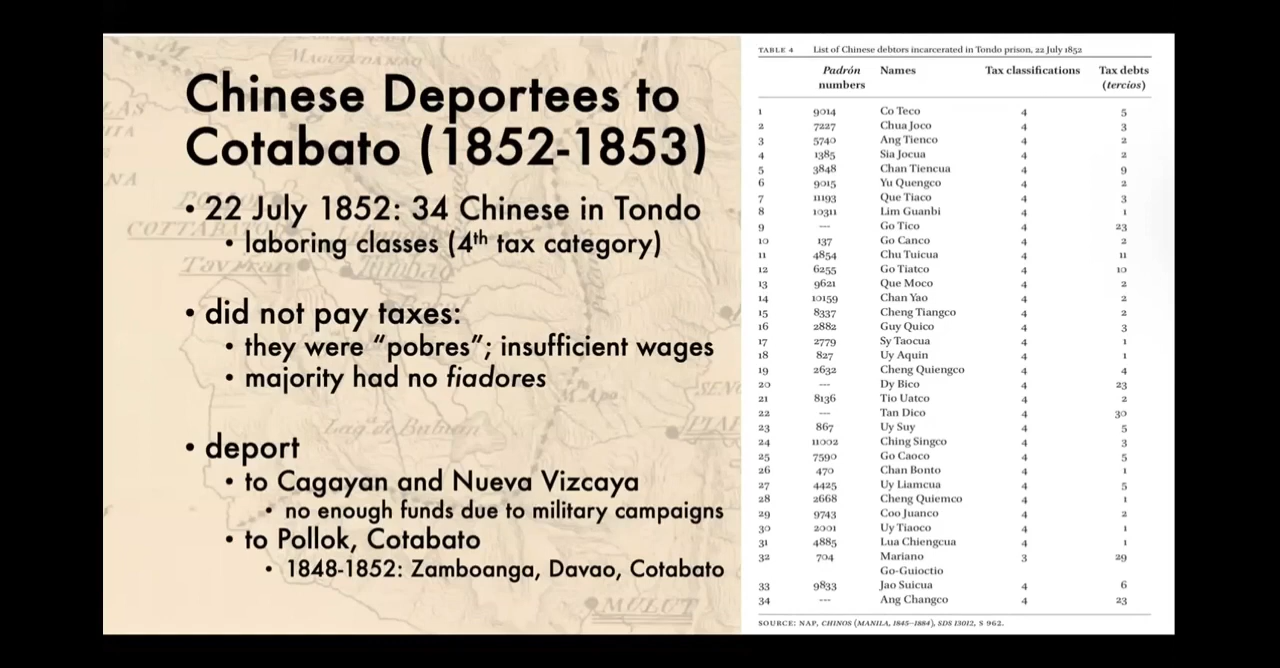 Chinese Deportees to
Cotabato (1852-1853)
• 22 July 1852: 34 Chinese in Tondo
• laboring classes (4th tax category)
• did not pay taxes:
• they were “pobres”; insufficient wages
• majority had no fiadores
• deport
• to Cagayan and Nueva Vizcaya
• no enough funds due to military campaigns
• to Pollok, Cotabato
• 1848-1852: Zamboanga, Davao, Cotabato
TABLE 4 List of Chinese debtors incarcerated in Tondo prison, 22 July 1852
Padrón numbers Names Tax classifications Tax debts (tercios)
1 9014 Co Teco 4 5
2 7227 Chua Joco 4 3
3 5740 Ang Tienco 4 2
4 1385 Sia Jocua 4 2
5 3848 Chan Tiencua 4 9
6 9015 Yu Quengco 4 2
7 11193 Que Tiaco 4 3
8 10311 Lim Guanbi 4 1
9 --- Go Tico 4 23
10 137 Go Canco 4 2
11 4854 Chu Tuicua 4 11
12 6255 Go Tiatco 4 10
13 9621 Que Moco 4 2
14 10159 Chan Yao 4 2
15 8337 Cheng Tiangco 4 2
16 2882 Guy Quico 4 3
17 2779 Sy Taocua 4 1
18 827 Uy Aquin 4 1
19 2632 Cheng Quiengco 4 4
20 --- Dy Bico 4 23
21 8136 Tio Uatco 4 2
22 --- Tan Dico 4 30
23 867 Uy Suy 4 5
24 11002 Ching Singco 4 3
25 7590 Go Caoco 4 5
26 470 Chan Bonto 4 1
27 4425 Uy Liamcua 4 5
28 2668 Cheng Quiemco 4 1
29 9743 Coo Juanco 4 2
30 2001 Uy Tiaoco 4 1
31 4885 Lua Chiengcua 4 1
32 704 Mariano 3 29
Go-Guioctio
33 9833 Jao Suicua 4 6
34 --- Ang Changco 4 23
SOURCE: NAP, CHINOS (MANILA, 1845–1884), SDS 13012, S 962.
COTTABATO
Taviran
Tumbao
Lag. de Buluan
M. Apo
MULUT